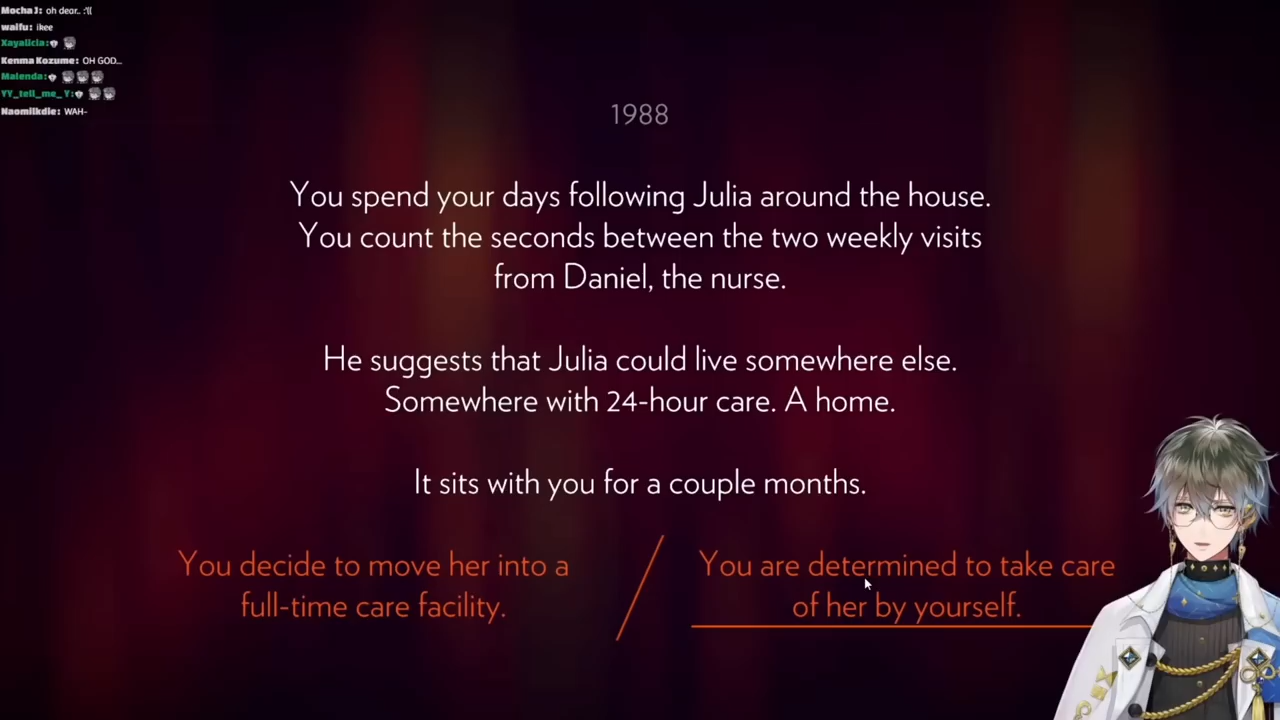 Mocha J: oh dear.. :'((
waifu: ikee
Xayalicia:
Kenma Kozume: OH GOD...
Malenda:
YY_tell_me_Y:
Naomilkdie: WAH-
1988
You spend your days following Julia around the house.
You count the seconds between the two weekly visits
from Daniel, the nurse.
He suggests that Julia could live somewhere else.
Somewhere with 24-hour care. A home.
It sits with you for a couple months.
You decide to move her into a
full-time care facility.
You are determined to take care
of her by yourself.